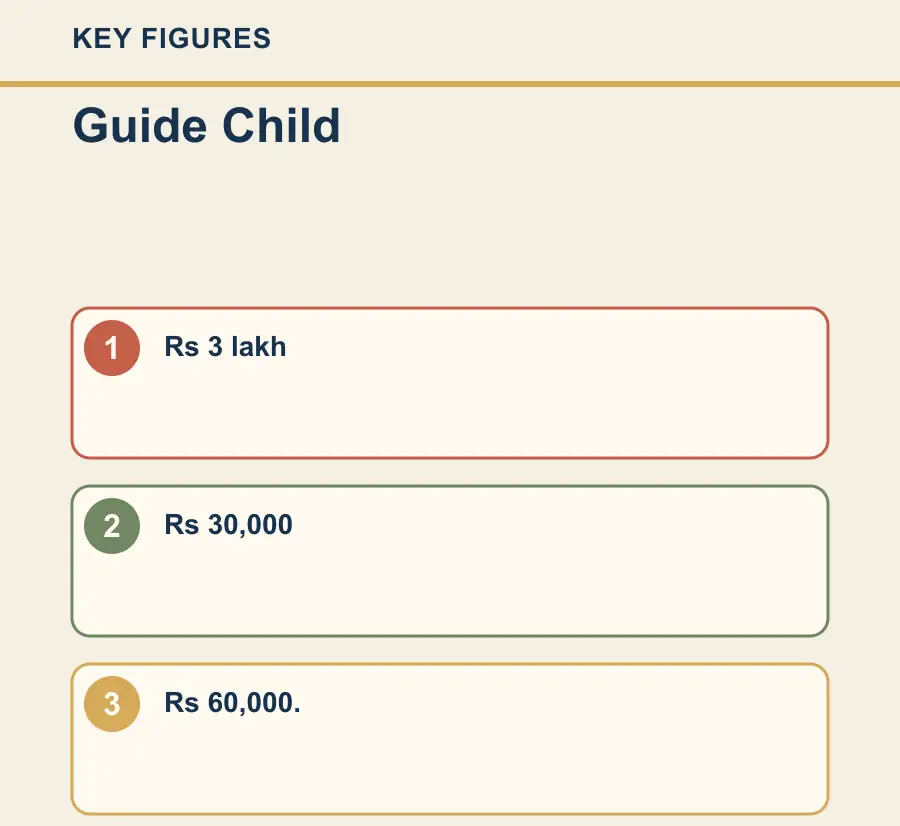 KEY FIGURES
Guide Child
1
Rs 3 lakh
2
Rs 30,000
3
Rs 60,000.